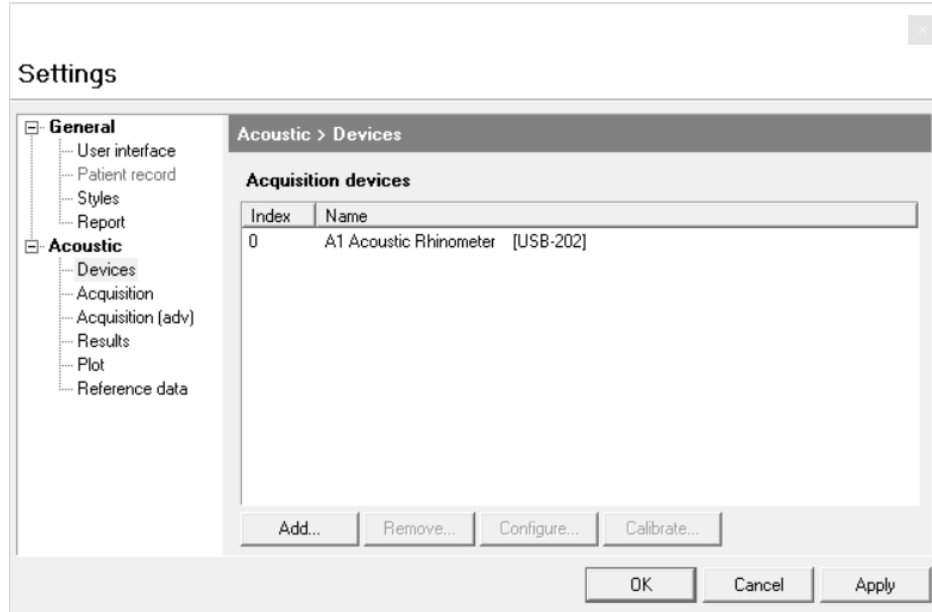 Settings
General
User interface
Patient record
Styles
Report
Acoustic
Devices
Acquisition
Acquisition (adv)
Results
Plot
Reference data
Acoustic > Devices
Acquisition devices
Index Name
0 A1 Acoustic Rhinometer [USB-202]
Add... Remove... Configure... Calibrate...
OK Cancel Apply